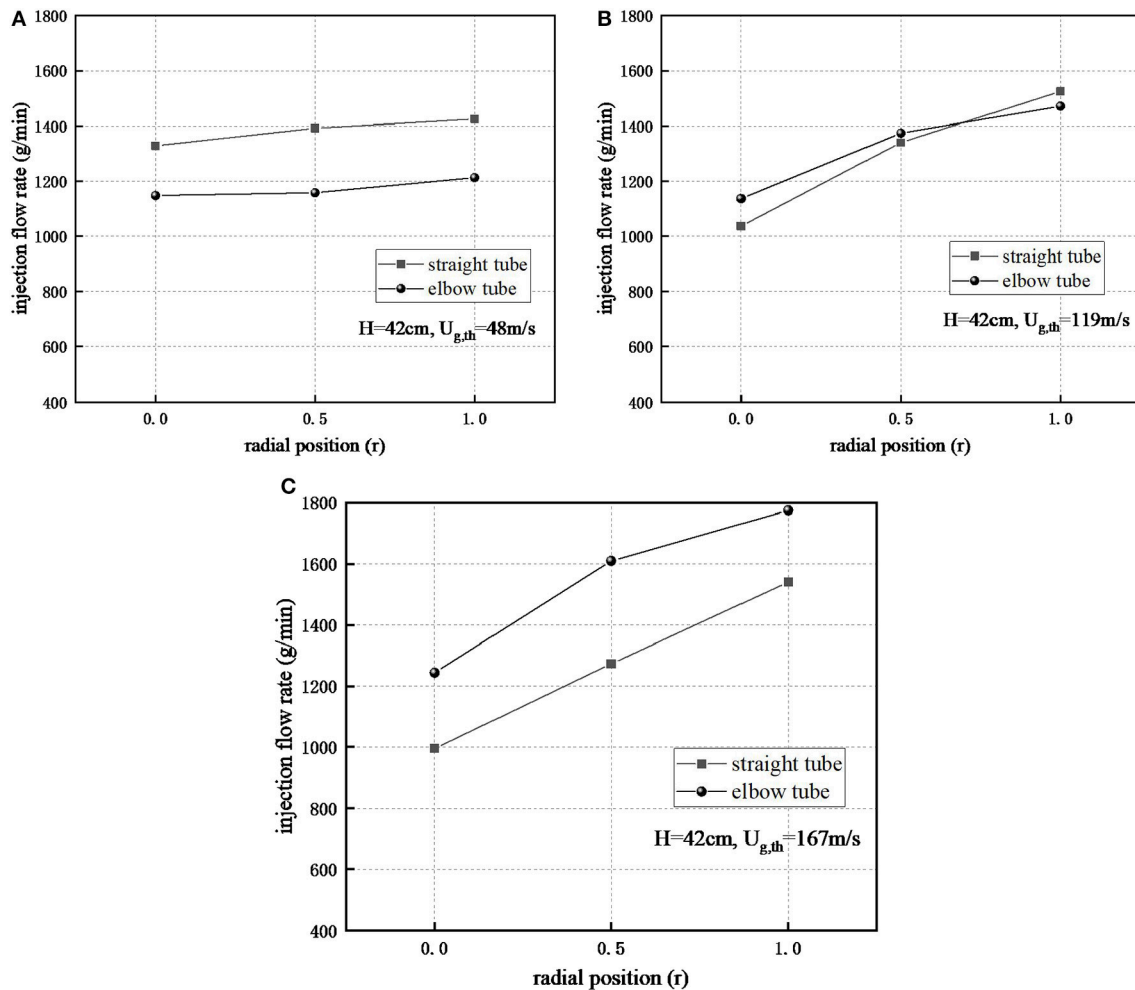 A
injection flow rate (g/min)
1800
1600
1400
1200
1000
800
600
400
straight tube
elbow tube
H=42cm, U_g,th=48m/s
0.0 0.5 1.0
radial position (r)
B
injection flow rate (g/min)
1800
1600
1400
1200
1000
800
600
400
straight tube
elbow tube
H=42cm, U_g,th=119m/s
0.0 0.5 1.0
radial position (r)
C
injection flow rate (g/min)
1800
1600
1400
1200
1000
800
600
400
straight tube
elbow tube
H=42cm, U_g,th=167m/s
0.0 0.5 1.0
radial position (r)